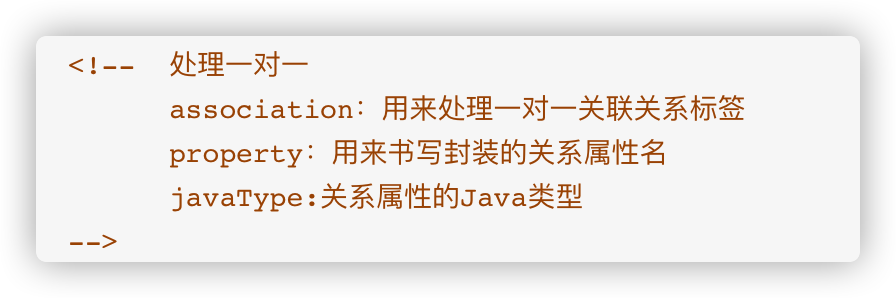 <!--  处理一对一
association: 用来处理一对一关联关系标签
property: 用来书写封装的关系属性名
javaType:关系属性的Java类型
-->